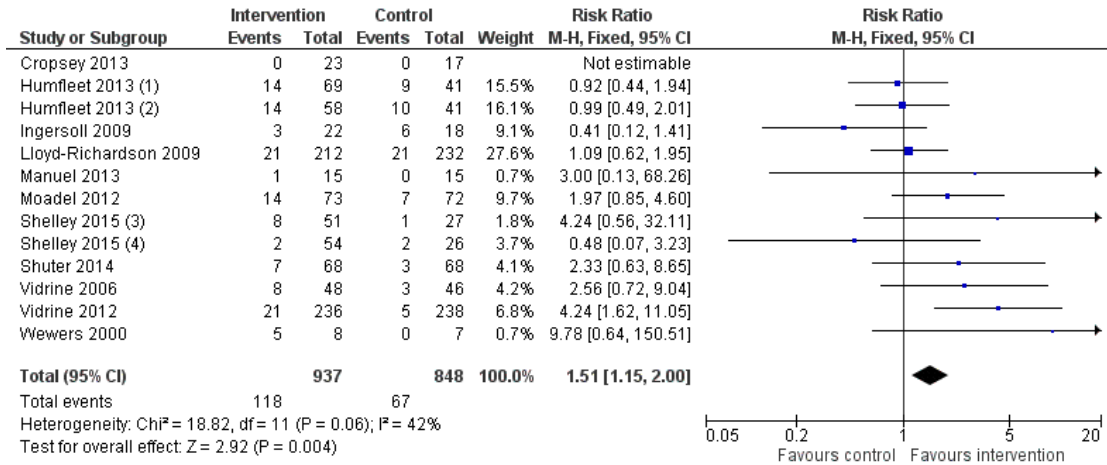 Intervention Control Risk Ratio Risk Ratio
Study or Subgroup Events Total Events Total Weight M-H, Fixed, 95% CI M-H, Fixed, 95% CI
Cropsey 2013 0 23 0 17 Not estimable
Humfleet 2013 (1) 14 69 9 41 15.5% 0.92 [0.44, 1.94]
Humfleet 2013 (2) 14 58 10 41 16.1% 0.99 [0.49, 2.01]
Ingersoll 2009 3 22 6 18 9.1% 0.41 [0.12, 1.41]
Lloyd-Richardson 2009 21 212 21 232 27.6% 1.09 [0.62, 1.95]
Manuel 2013 1 15 0 15 0.7% 3.00 [0.13, 68.26]
Moadel 2012 14 73 7 72 9.7% 1.97 [0.85, 4.60]
Shelley 2015 (3) 8 51 1 27 1.8% 4.24 [0.56, 32.11]
Shelley 2015 (4) 2 54 2 26 3.7% 0.48 [0.07, 3.23]
Shuter 2014 7 68 3 68 4.1% 2.33 [0.63, 8.65]
Vidrine 2006 8 48 3 46 4.2% 2.56 [0.72, 9.04]
Vidrine 2012 21 236 5 238 6.8% 4.24 [1.62, 11.05]
Wewers 2000 5 8 0 7 0.7% 9.78 [0.64, 150.51]
Total (95% CI) 937 848 100.0% 1.51 [1.15, 2.00]
Total events 118 67
Heterogeneity: Chi² = 18.82, df = 11 (P = 0.06); I² = 42%
Test for overall effect: Z = 2.92 (P = 0.004)
0.05 0.2 1 5 20
Favours control Favours intervention